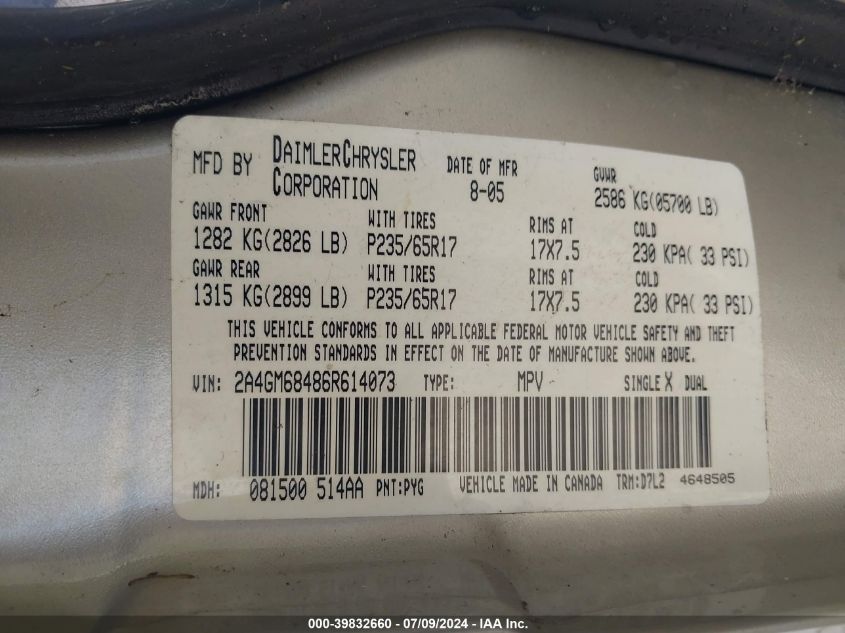 MFD BY DAIMLERCHRYSLER CORPORATION DATE OF MFR 8-05 GVWR 2586 KG(05700 LB)
GAWR FRONT WITH TIRES RIMS AT COLD
1282 KG(2826 LB) P235/65R17 17X7.5 230 KPA( 33 PSI)
GAWR REAR WITH TIRES RIMS AT COLD
1315 KG(2899 LB) P235/65R17 17X7.5 230 KPA( 33 PSI)
THIS VEHICLE CONFORMS TO ALL APPLICABLE FEDERAL MOTOR VEHICLE SAFETY AND THEFT
PREVENTION STANDARDS IN EFFECT ON THE DATE OF MANUFACTURE SHOWN ABOVE.
VIN: 2A4GM68486R614073 TYPE: MPV SINGLE X DUAL
MDH: 081500 514AA PNT:PYG VEHICLE MADE IN CANADA TRM:D7L2 4648505
000-39832660 - 07/09/2024 - IAA Inc.